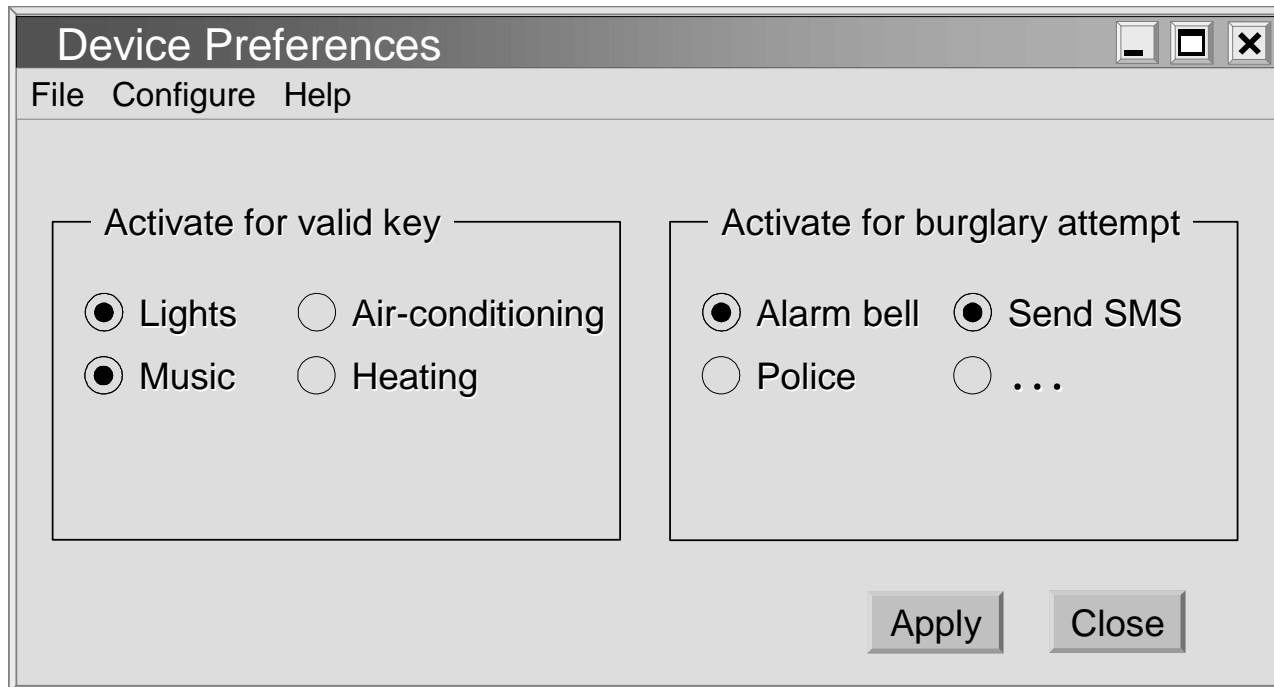 Device Preferences
File Configure Help
Activate for valid key
Lights Air-conditioning
Music Heating
Activate for burglary attempt
Alarm bell Send SMS
Police ...
Apply Close